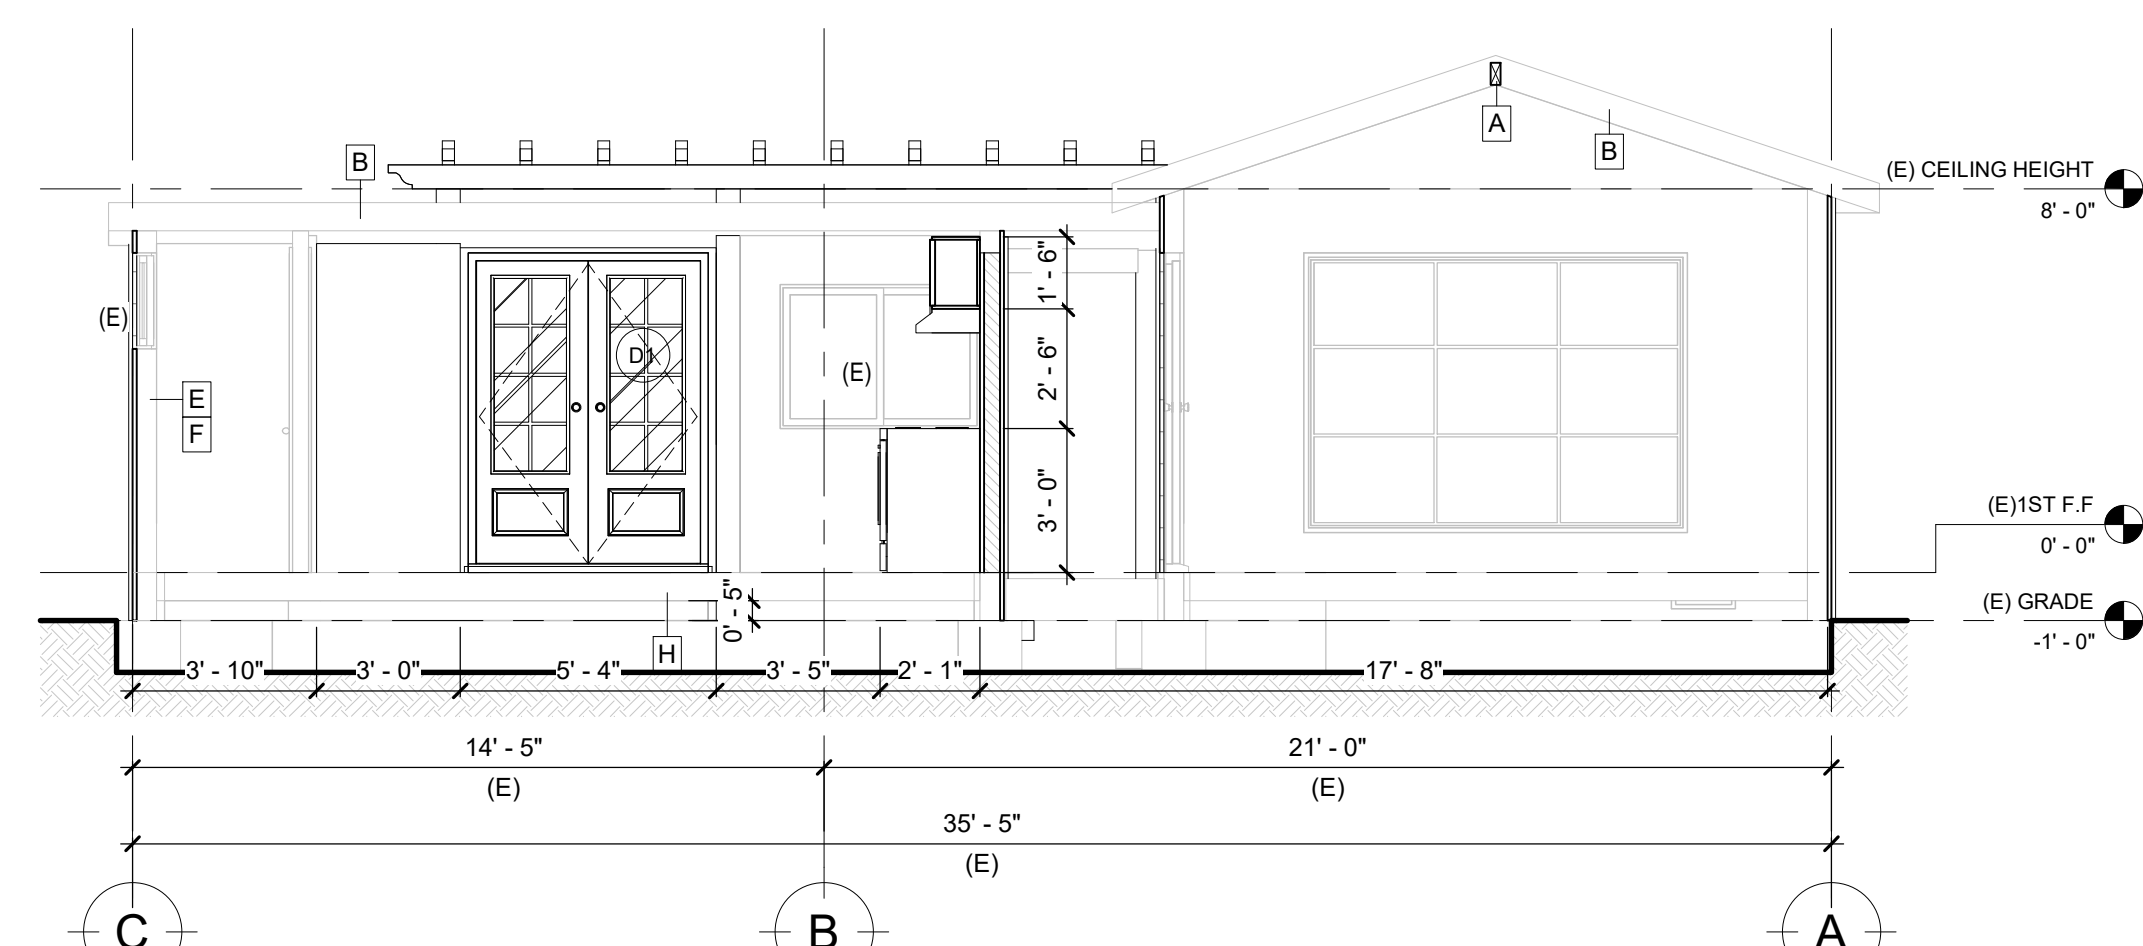 A
B
B
(E) CEILING HEIGHT
8' - 0"
1' - 6"
(E)
D1
(E)
2' - 6"
E
F
3' - 0"
(E)1ST F.F
0' - 0"
(E) GRADE
-1' - 0"
0' - 5"
H
3' - 10"
3' - 0"
5' - 4"
3' - 5"
2' - 1"
17' - 8"
14' - 5"
21' - 0"
(E)
(E)
35' - 5"
(E)
C
B
A